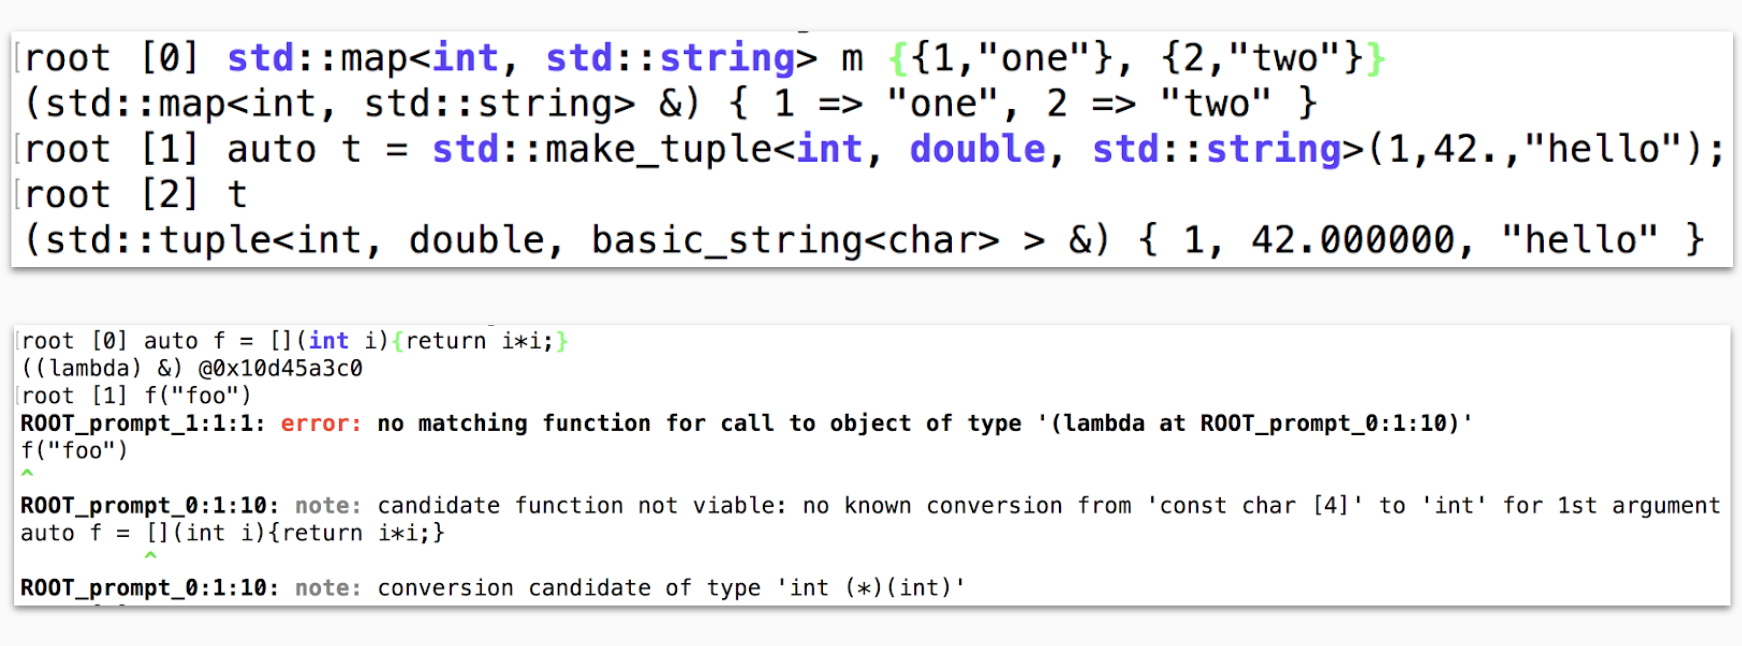 root [0] std::map<int, std::string> m {{1,"one"}, {2,"two"}}
(std::map<int, std::string> &) { 1 => "one", 2 => "two" }
root [1] auto t = std::make_tuple<int, double, std::string>(1,42.,"hello");
root [2] t
(std::tuple<int, double, basic_string<char> > &) { 1, 42.000000, "hello" }
root [0] auto f = [](int i){return i*i;}
((lambda) &) @0x10d45a3c0
root [1] f("foo")
ROOT_prompt_1:1:1: error: no matching function for call to object of type '(lambda at ROOT_prompt_0:1:10)'
f("foo")
^
ROOT_prompt_0:1:10: note: candidate function not viable: no known conversion from 'const char [4]' to 'int' for 1st argument
auto f = [](int i){return i*i;}
^
ROOT_prompt_0:1:10: note: conversion candidate of type 'int (*)(int)'